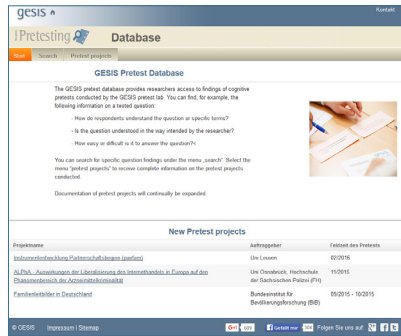 gesis
Kontakt
Pretesting
Database
Start
Search
Pretest projects
GESIS Pretest Database
The GESIS pretest database provides researchers access to findings of cognitive
pretests conducted by the GESIS pretest lab. You can find, for example, the
following information on a tested question:
- How do respondents understand the question or specific terms?
- Is the question understood in the way intended by the researcher?
- How easy or difficult is it to answer the question?<
You can search for specific question findings under the menu „search“. Select the
menu "pretest projects" to receive complete information on the pretest projects
conducted.
Documentation of pretest projects will continually be expanded.
New Pretest projects
Projektname
Auftraggeber
Feldzeit des Pretests
Instrumententwicklung Partnerschaftsbiegen (pairfam)
Uni Leuven
02/2016
ALPhA - Auswirkungen der Liberalisierung des Internethandels in Europa auf den
Phänomenbereich der Arzneimittelkriminalität
Uni Osnabrück, Hochschule
der Sächsischen Polizei (FH)
11/2015
Familienleitbilder in Deutschland
Bundesinstitut für
Bevölkerungsforschung (BiB)
09/2015 - 10/2015
© GESIS
Impressum | Sitemap
Gefällt mir
Folgen Sie uns auf: